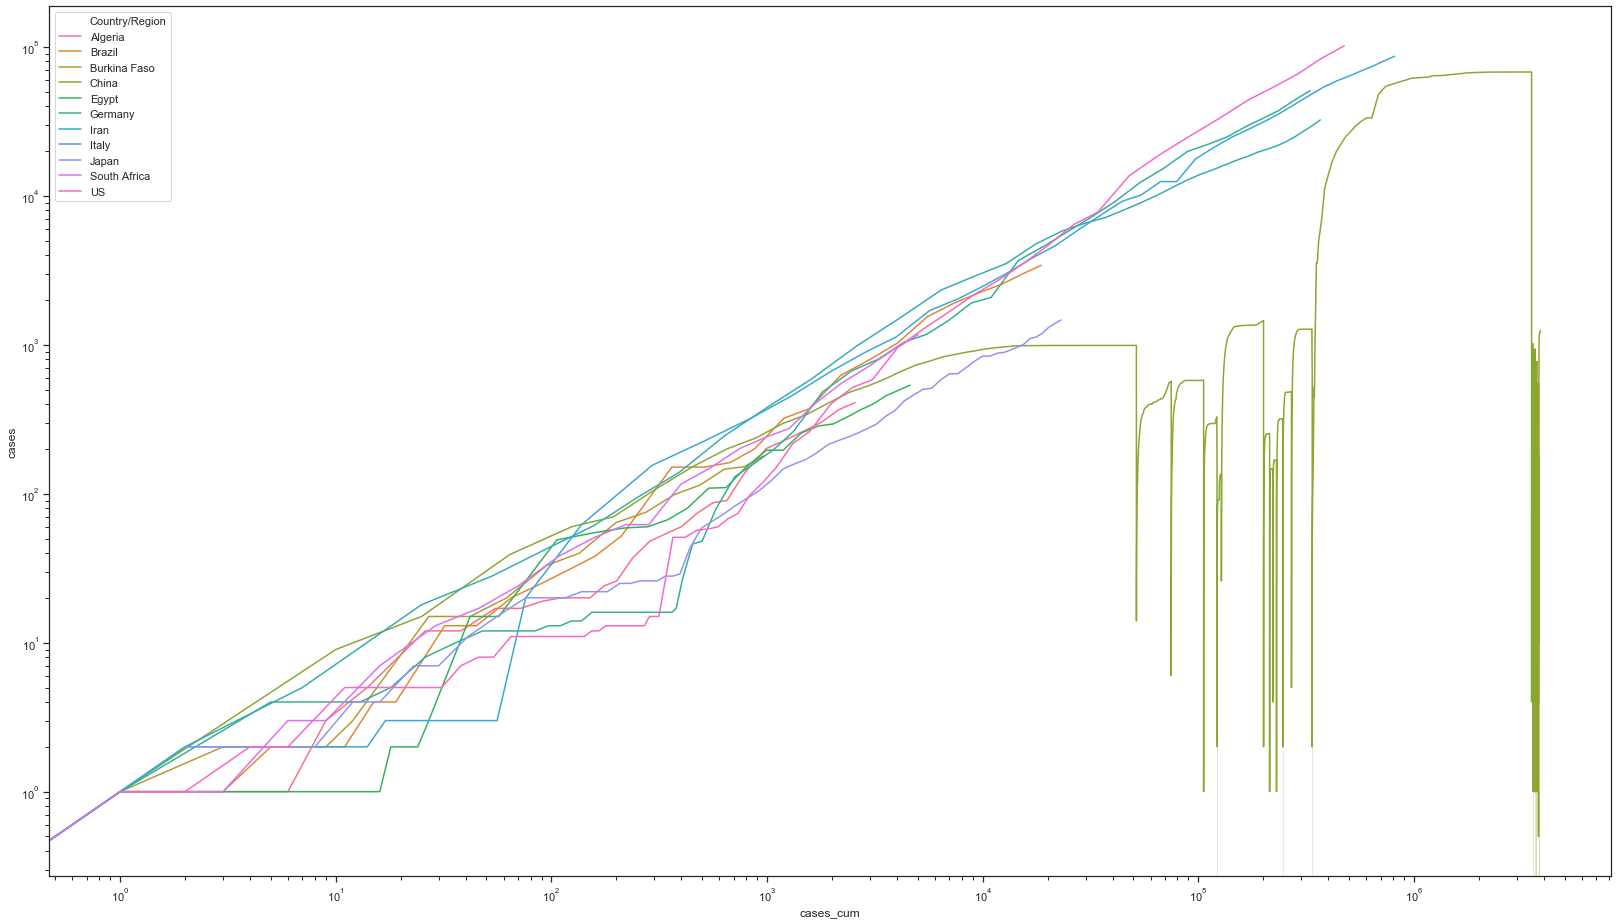 Country/Region
Algeria
Brazil
Burkina Faso
China
Egypt
Germany
Iran
Italy
Japan
South Africa
US
10^5
10^4
10^3
10^2
10^1
10^0
cases
10^0 10^1 10^2 10^3 10^4 10^5 10^6
cases_cum